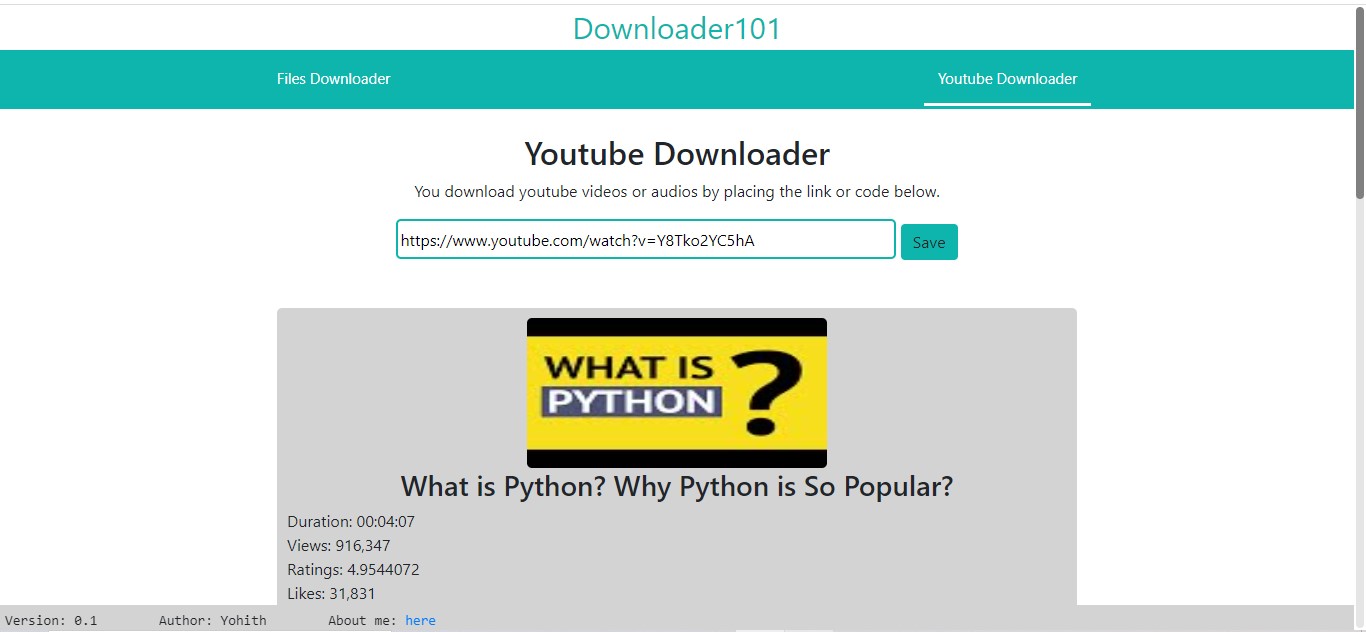 Downloader101
Files Downloader
Youtube Downloader
Youtube Downloader
You download youtube videos or audios by placing the link or code below.
https://www.youtube.com/watch?v=Y8Tko2YC5hA
Save
WHAT IS
PYTHON
?
What is Python? Why Python is So Popular?
Duration: 00:04:07
Views: 916,347
Ratings: 4.9544072
Likes: 31,831
Version: 0.1
Author: Yohith
About me: here